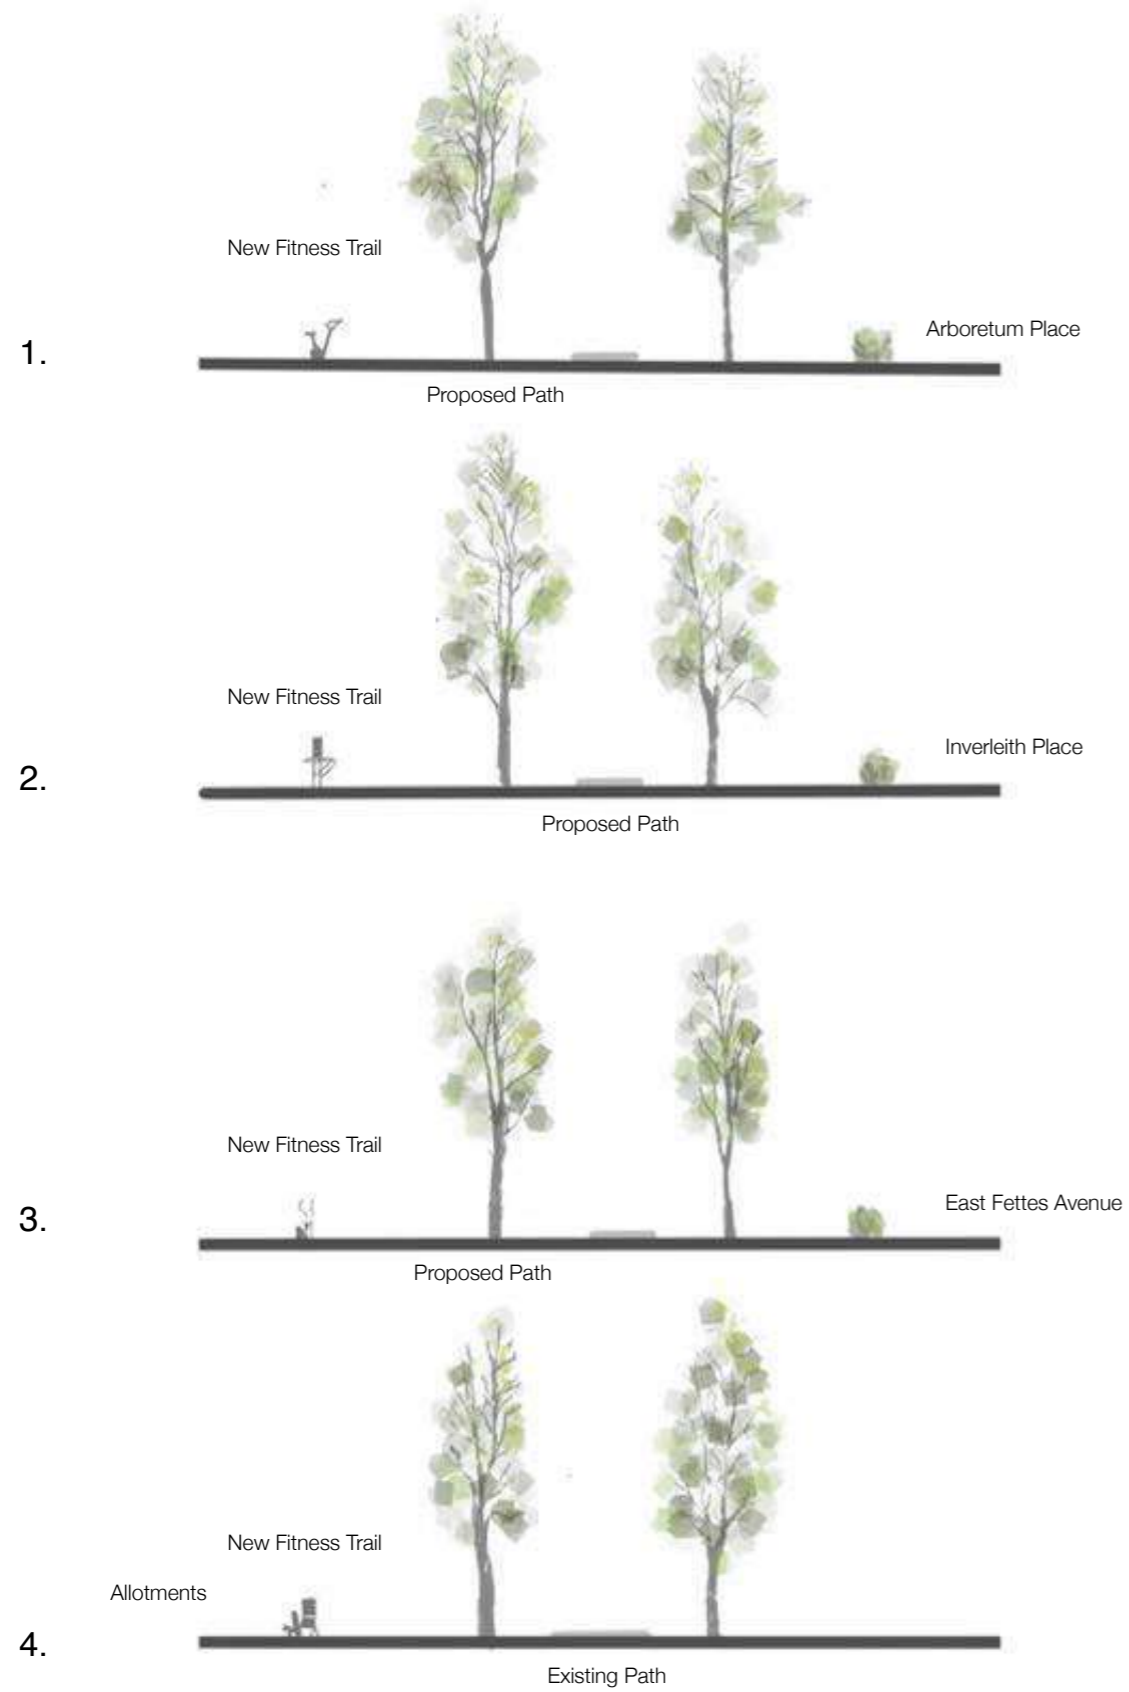 New Fitness Trail
Arboretum Place
1.
Proposed Path
New Fitness Trail
Inverleith Place
2.
Proposed Path
New Fitness Trail
East Fettes Avenue
3.
Proposed Path
New Fitness Trail
Allotments
4.
Existing Path